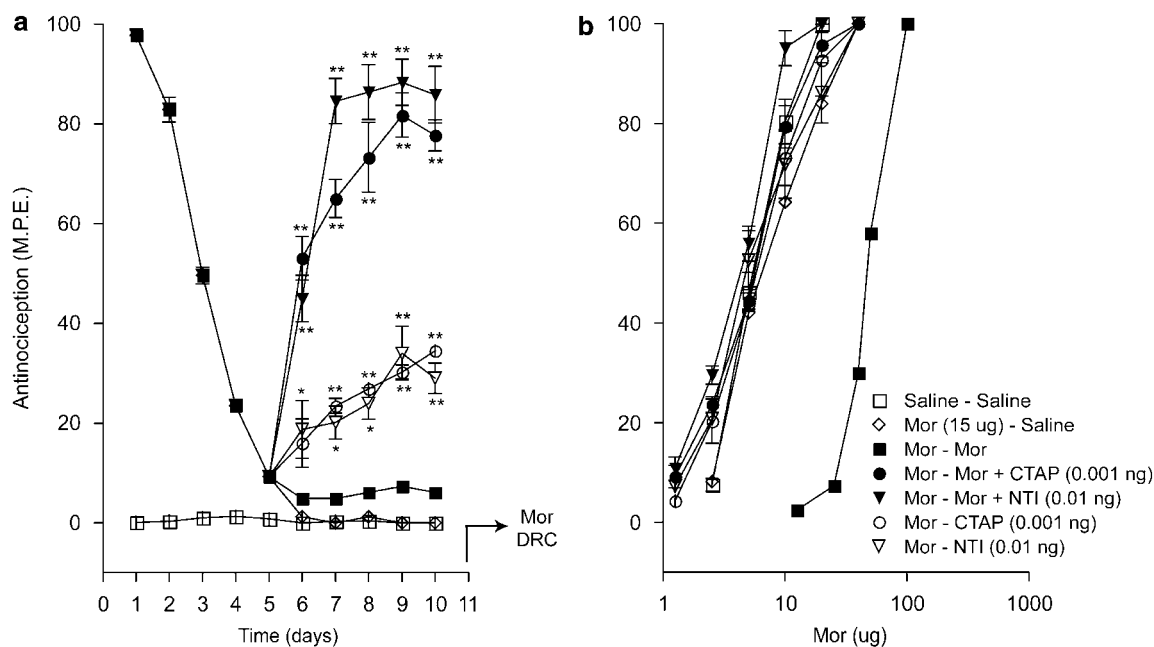 a
b
100
80
60
40
20
0
Antinociception (M.P.E.)
**
**
**
**
**
**
**
**
**
**
*
**
**
**
**
*
*
**
**
Mor
DRC
0 1 2 3 4 5 6 7 8 9 10 11
Time (days)
100
80
60
40
20
0
Saline - Saline
Mor (15 ug) - Saline
Mor - Mor
Mor - Mor + CTAP (0.001 ng)
Mor - Mor + NTI (0.01 ng)
Mor - CTAP (0.001 ng)
Mor - NTI (0.01 ng)
1 10 100 1000
Mor (ug)